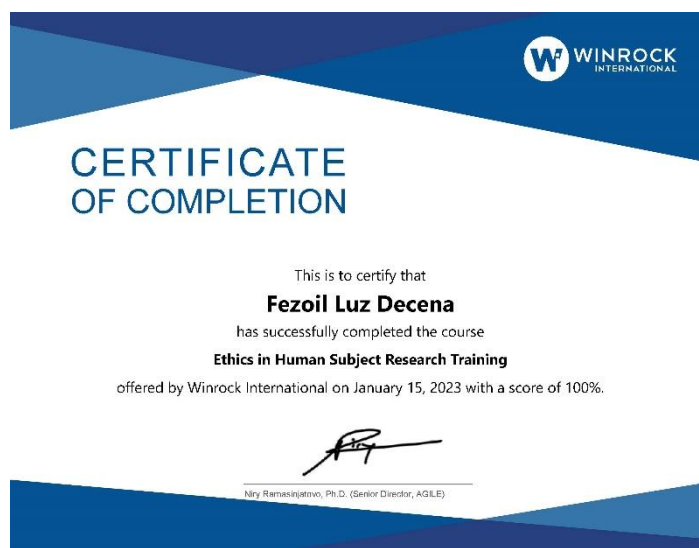 WINROCK
INTERNATIONAL
CERTIFICATE
OF COMPLETION
This is to certify that
Fezoil Luz Decena
has successfully completed the course
Ethics in Human Subject Research Training
offered by Winrock International on January 15, 2023 with a score of 100%.
Niry Ramasinjatovo, Ph.D. (Senior Director, AGILE)